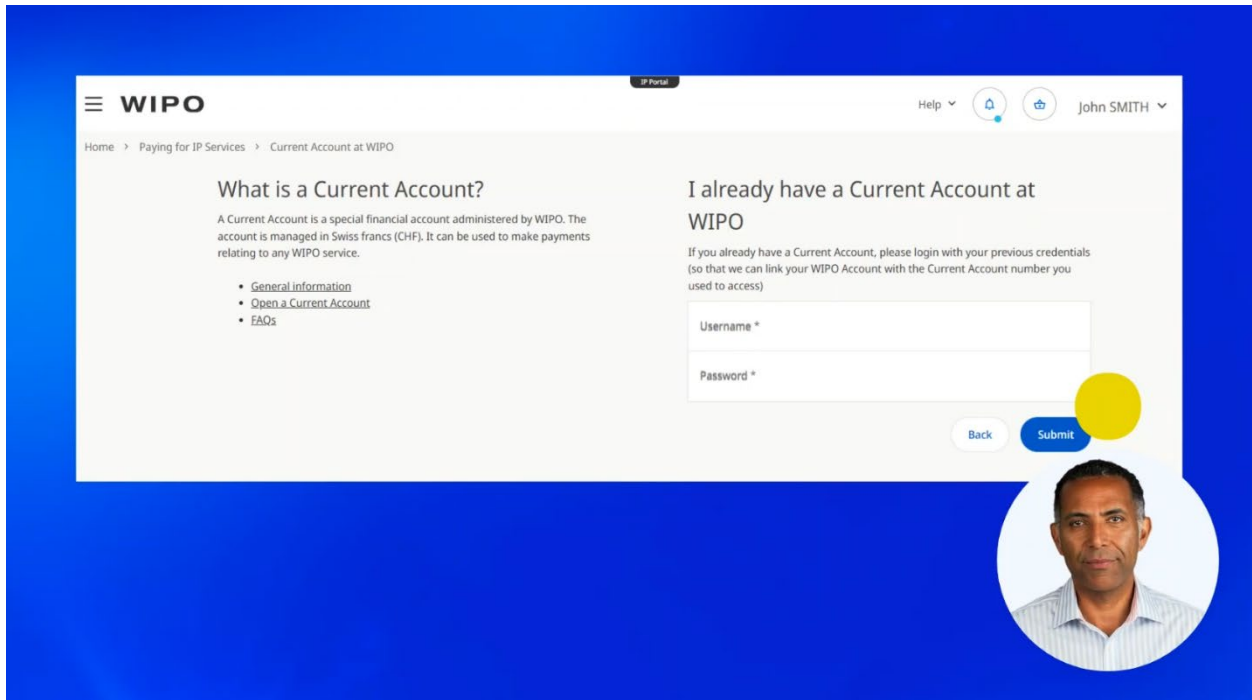 IP Portal
WIPO
Help
John SMITH
Home > Paying for IP Services > Current Account at WIPO
What is a Current Account?
A Current Account is a special financial account administered by WIPO. The
account is managed in Swiss francs (CHF). It can be used to make payments
relating to any WIPO service.
• General information
• Open a Current Account
• FAQs
I already have a Current Account at
WIPO
If you already have a Current Account, please login with your previous credentials
(so that we can link your WIPO Account with the Current Account number you
used to access)
Username *
Password *
Back
Submit